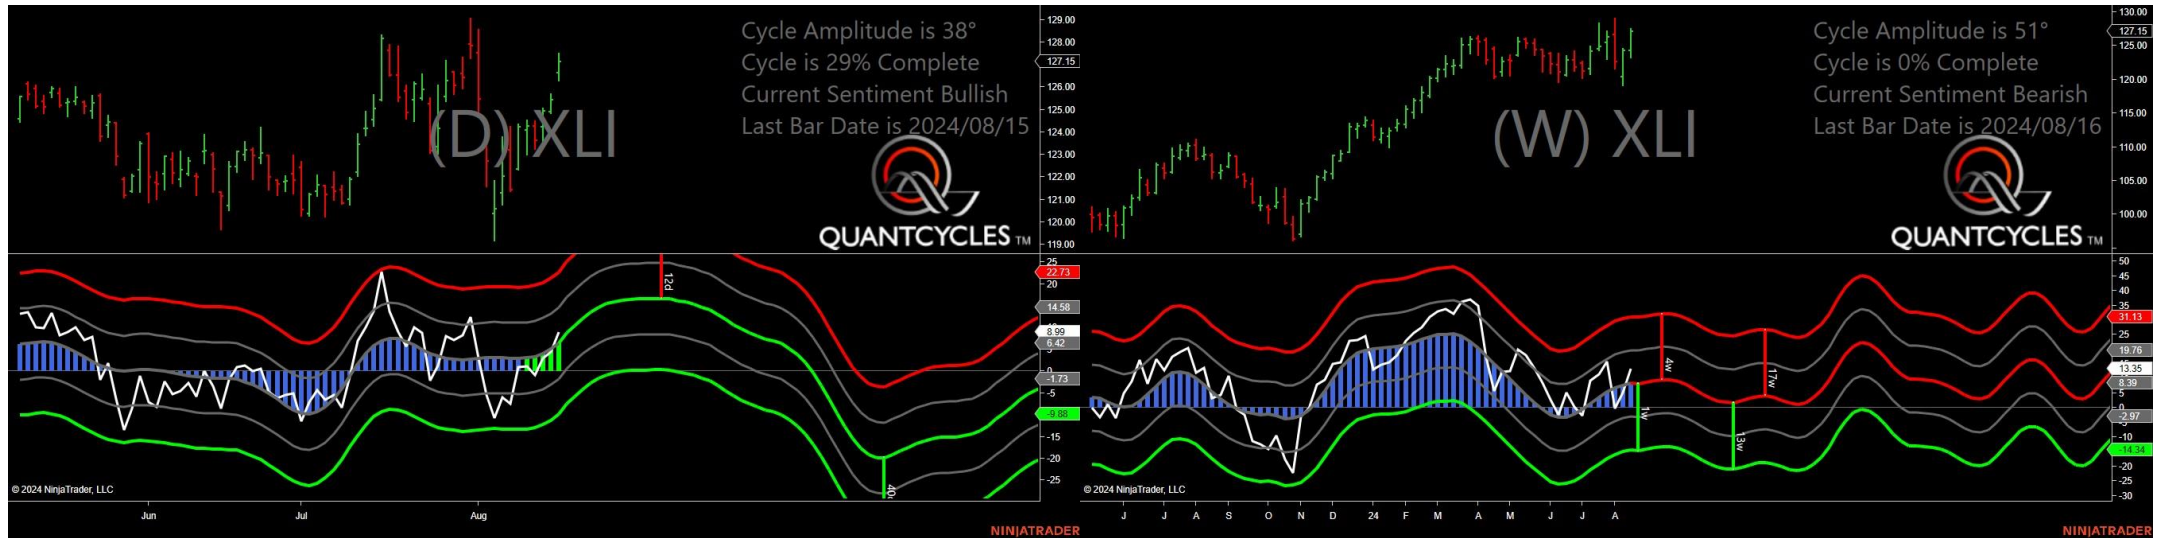 Cycle Amplitude is 38°
Cycle is 29% Complete
Current Sentiment Bullish
Last Bar Date is 2024/08/15
(D) XLI
QUANTCYCLES TM
129.00
128.00
127.15
126.00
125.00
124.00
123.00
122.00
121.00
120.00
119.00
25
22.73
20
14.58
8.99
6.42
0
-1.73
-5
-9.88
-15
-20
-25
12d
© 2024 NinjaTrader, LLC
Jun
Jul
Aug
NINJATRADER
Cycle Amplitude is 51°
Cycle is 0% Complete
Current Sentiment Bearish
Last Bar Date is 2024/08/16
(W) XLI
QUANTCYCLES TM
130.00
127.15
125.00
120.00
115.00
110.00
105.00
100.00
50
45
40
35
31.13
25
19.76
13.35
8.39
5
0
-2.97
-10
-14.34
-20
-25
-30
4w
17w
1w
13w
© 2024 NinjaTrader, LLC
J
J
A
S
O
N
D
24
F
M
A
M
J
J
A
NINJATRADER